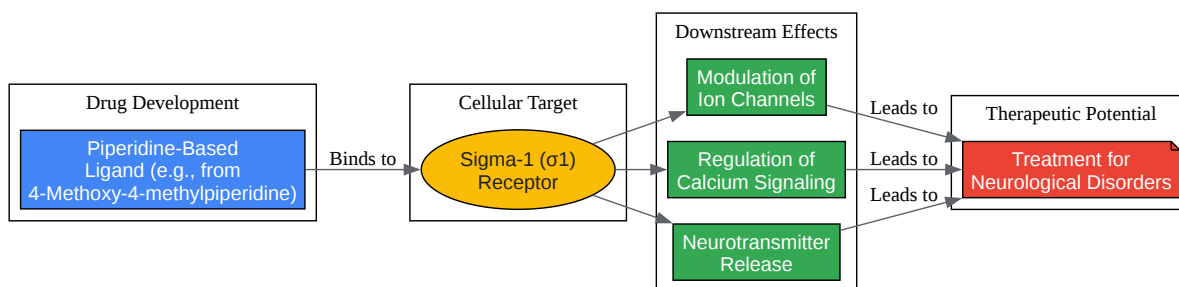 Drug Development
Piperidine-Based
Ligand (e.g., from
4-Methoxy-4-methylpiperidine)
Binds to
Cellular Target
Sigma-1 (σ1)
Receptor
Downstream Effects
Modulation of
Ion Channels
Regulation of
Calcium Signaling
Neurotransmitter
Release
Leads to
Leads to
Leads to
Therapeutic Potential
Treatment for
Neurological Disorders